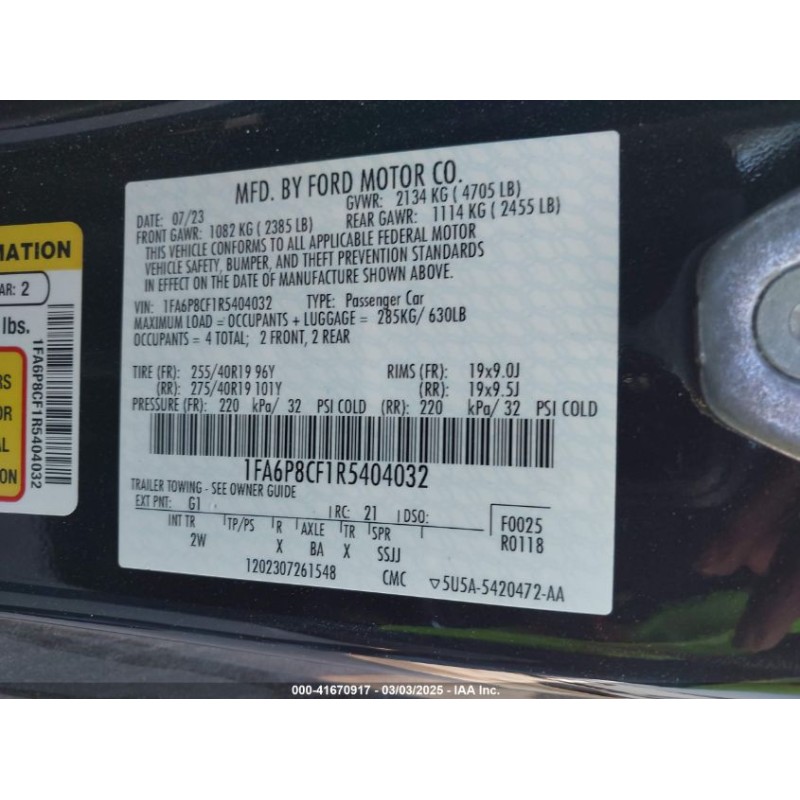 MFD. BY FORD MOTOR CO.
DATE: 07/23 GVWR: 2134 KG ( 4705 LB)
FRONT GAWR: 1082 KG ( 2385 LB) REAR GAWR: 1114 KG ( 2455 LB)
THIS VEHICLE CONFORMS TO ALL APPLICABLE FEDERAL MOTOR
VEHICLE SAFETY, BUMPER, AND THEFT PREVENTION STANDARDS
IN EFFECT ON THE DATE OF MANUFACTURE SHOWN ABOVE.
VIN: 1FA6P8CF1R5404032 TYPE: Passenger Car
MAXIMUM LOAD = OCCUPANTS + LUGGAGE = 285KG/ 630LB
OCCUPANTS = 4 TOTAL; 2 FRONT, 2 REAR
TIRE (FR): 255/40R19 96Y RIMS (FR): 19x9.0J
(RR): 275/40R19 101Y (RR): 19x9.5J
PRESSURE (FR): 220 kPa/ 32 PSI COLD (RR): 220 kPa/ 32 PSI COLD
1FA6P8CF1R5404032
TRAILER TOWING - SEE OWNER GUIDE
EXT PNT: G1 RC: 21 DSO: F0025
INT TR TP/PS R AXLE TR SPR R0118
2W X BA X SSJJ
1202307261548 CMC ▽5U5A-5420472-AA
MATION
AR: 2
lbs.
RS
OR
AL
ION
1FA6P8CF1R5404032
000-41670917 - 03/03/2025 - IAA Inc.